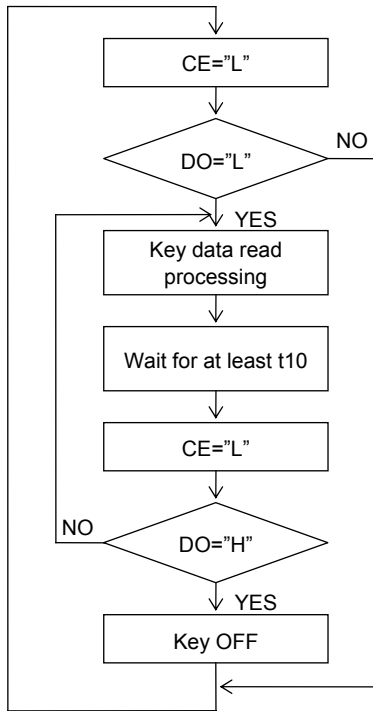 CE=”L”
DO=”L”
NO
YES
Key data read
processing
Wait for at least t10
CE=”L”
DO=”H”
NO
YES
Key OFF